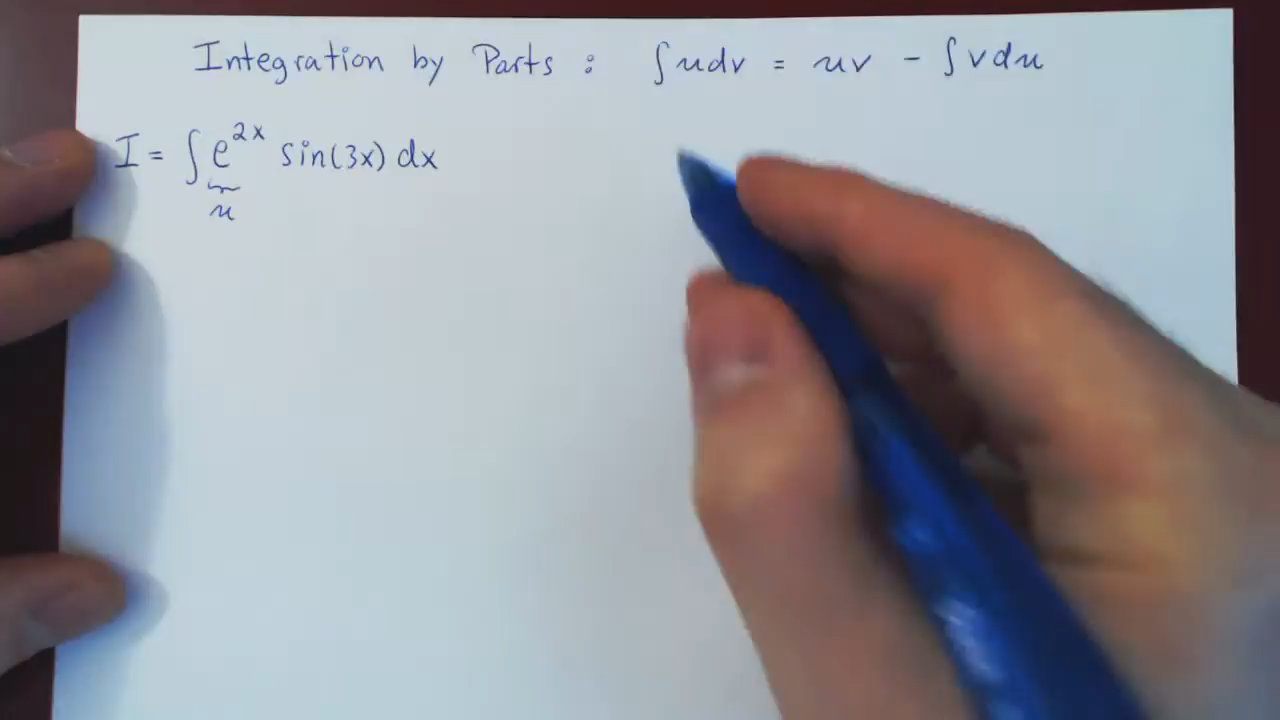 Integration by Parts : ∫udv = uv - ∫vdu
I = ∫ e^{2x} sin(3x) dx
u